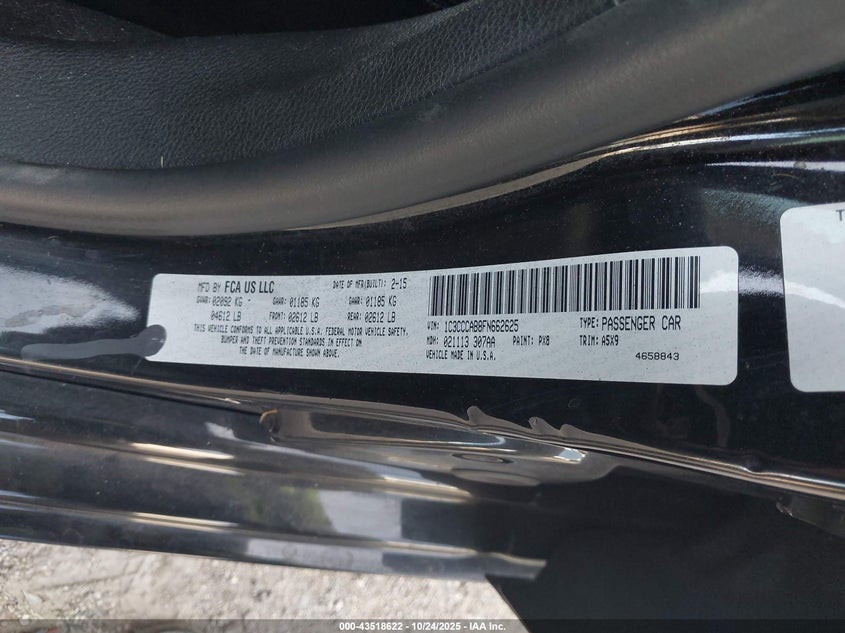 MFD BY FCA US LLC DATE OF MFR(BUILT): 2-15
GVWR: 02092 KG GAWR: 01185 KG GAWR: 01185 KG
04612 LB FRONT: 02612 LB REAR: 02612 LB
THIS VEHICLE CONFORMS TO ALL APPLICABLE U.S.A. FEDERAL MOTOR VEHICLE SAFETY,
BUMPER AND THEFT PREVENTION STANDARDS IN EFFECT ON
THE DATE OF MANUFACTURE SHOWN ABOVE.
VIN: 1C3CCCAB8FN662625 TYPE: PASSENGER CAR
MDH: 021113 307AA PAINT: PX8 TRIM: A5X9
VEHICLE MADE IN U.S.A. 4658843
T
000-43518622 | 10/24/2025 | IAA Inc.